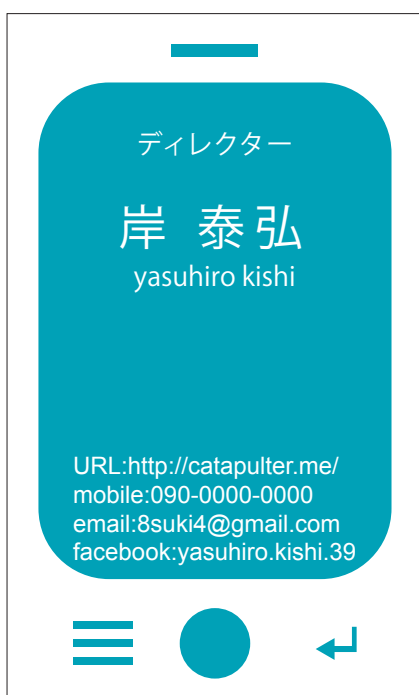 ディレクター
岸 泰弘
yasuhiro kishi
URL:http://catapulter.me/
mobile:090-0000-0000
email:8suki4@gmail.com
facebook:yasuhiro.kishi.39